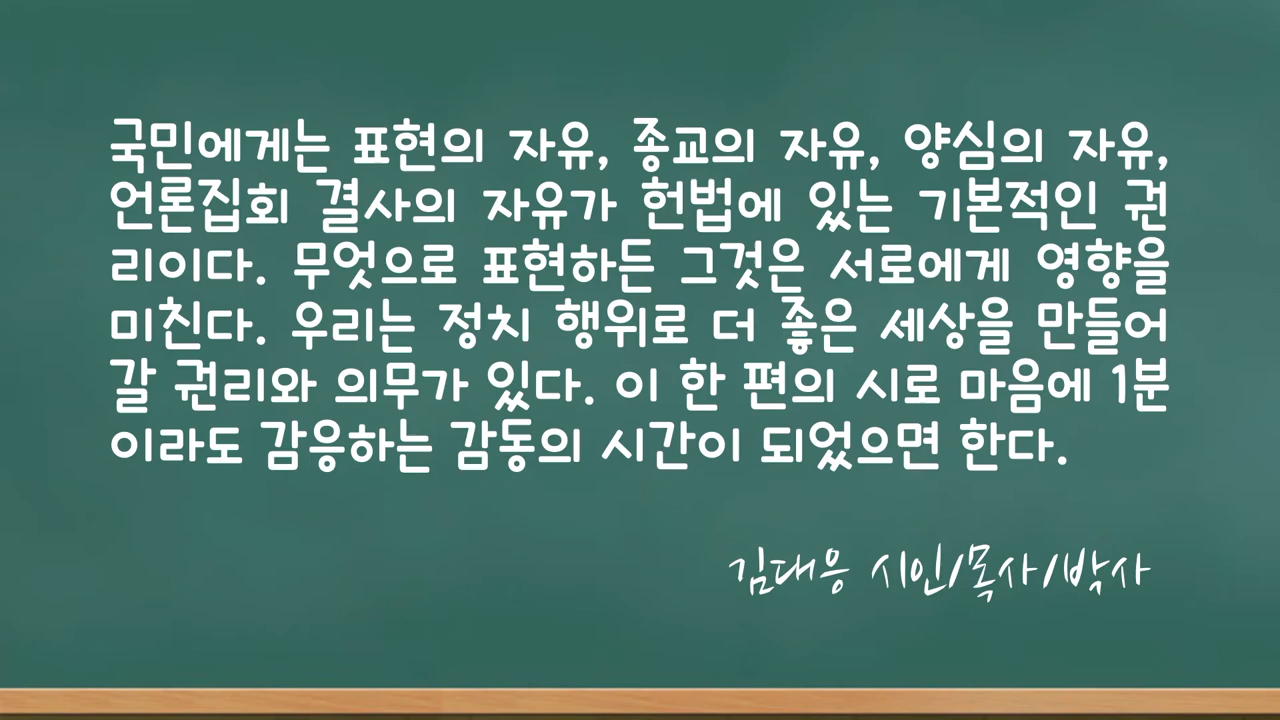 국민에게는 표현의 자유, 종교의 자유, 양심의 자유,
언론집회 결사의 자유가 헌법에 있는 기본적인 권
리이다. 무엇으로 표현하든 그것은 서로에게 영향을
미친다. 우리는 정치 행위로 더 좋은 세상을 만들어
갈 권리와 의무가 있다. 이 한 편의 시로 마음에 1분
이라도 감응하는 감동의 시간이 되었으면 한다.
김대응 시인/목사/박사